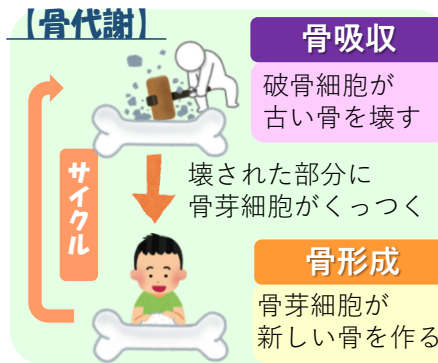 【骨代謝】
骨吸収
破骨細胞が
古い骨を壊す
サイクル
壊された部分に
骨芽細胞がくっつく
骨形成
骨芽細胞が
新しい骨を作る